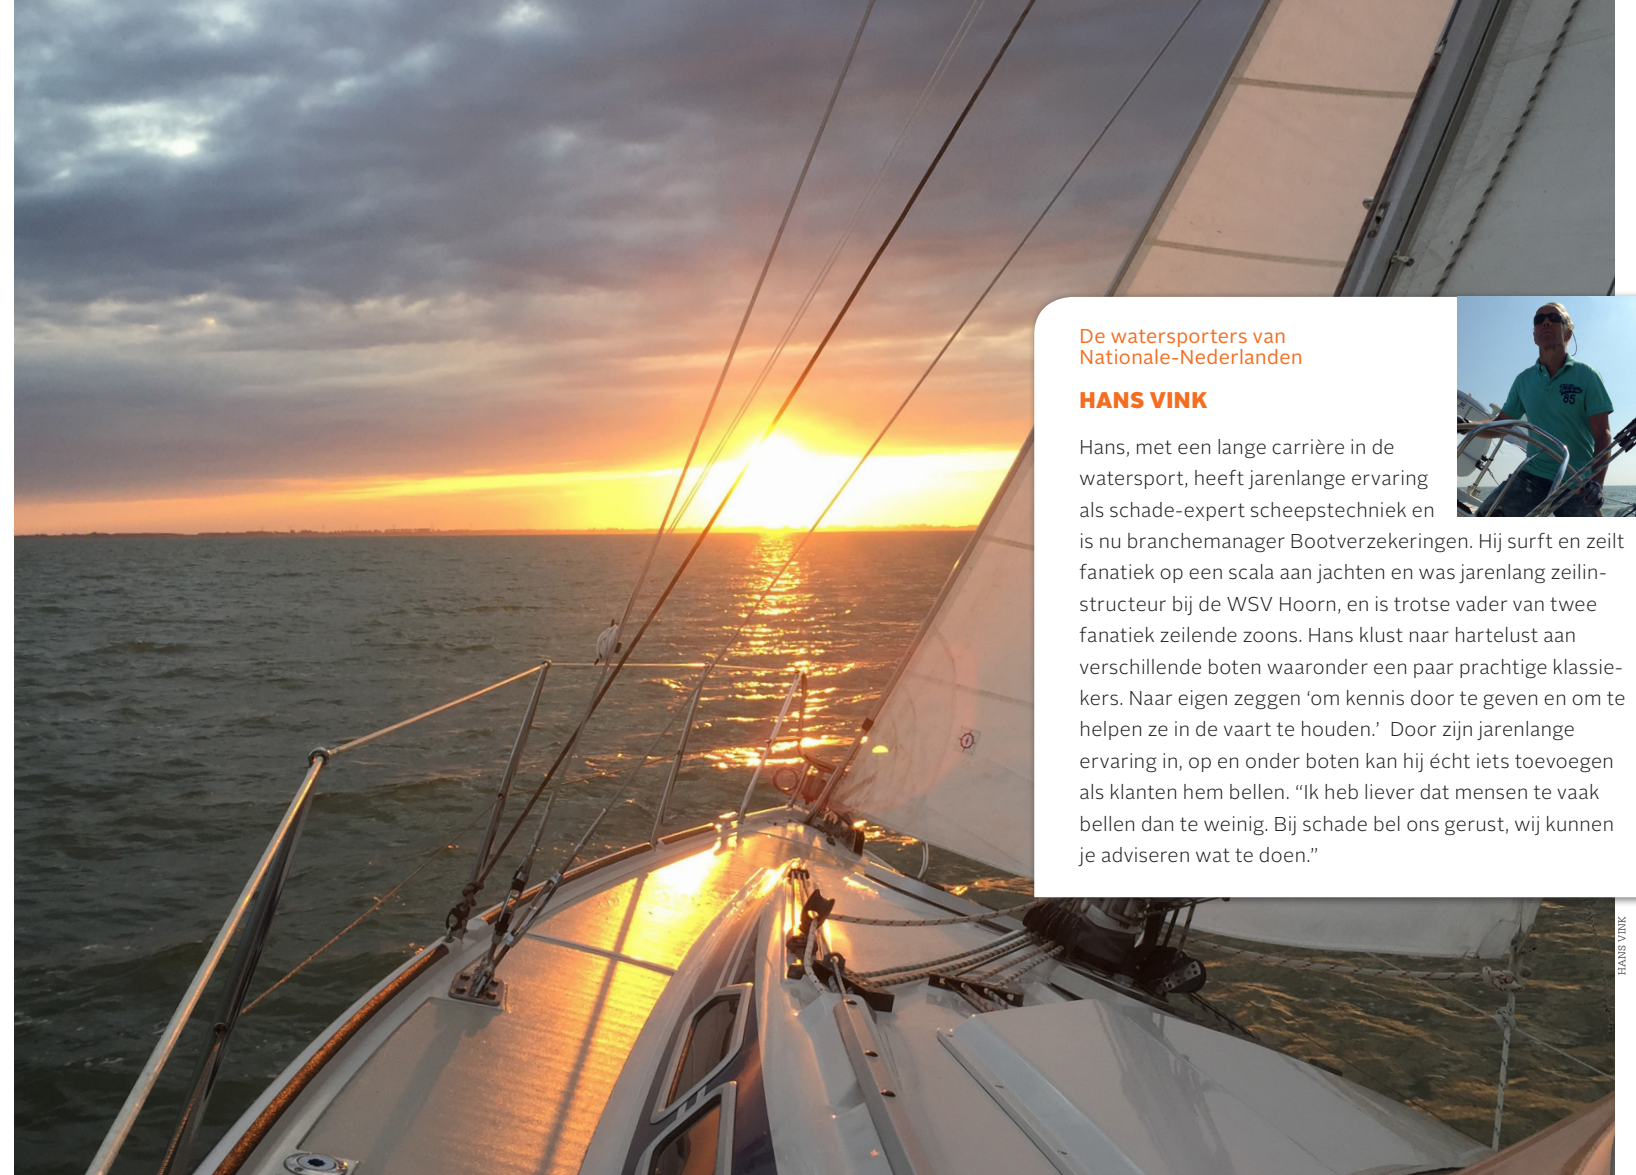 De watersporters van
Nationale-Nederlanden
HANS VINK
Hans, met een lange carrière in de
watersport, heeft jarenlange ervaring
als schade-expert scheepstechniek en
is nu branchemanager Bootverzekeringen. Hij surft en zeilt
fanatiek op een scala aan jachten en was jarenlang zeilin-
structeur bij de WSV Hoorn, en is trotse vader van twee
fanatiek zeilende zoons. Hans klust naar hartelust aan
verschillende boten waaronder een paar prachtige klassie-
kers. Naar eigen zeggen ‘om kennis door te geven en om te
helpen ze in de vaart te houden.’ Door zijn jarenlange
ervaring in, op en onder boten kan hij écht iets toevoegen
als klanten hem bellen. “Ik heb liever dat mensen te vaak
bellen dan te weinig. Bij schade bel ons gerust, wij kunnen
je adviseren wat te doen.”
85
HANS VINK